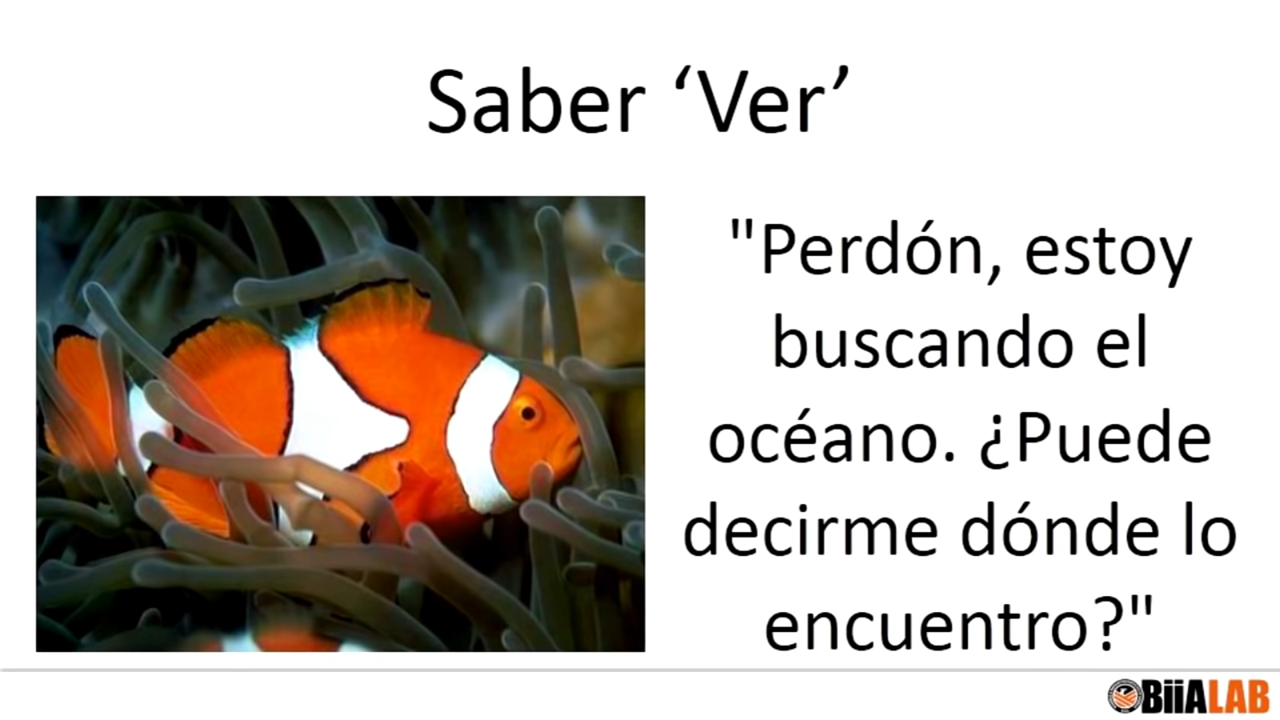 Saber ‘Ver’
"Perdón, estoy
buscando el
océano. ¿Puede
decirme dónde lo
encuentro?"
BiiALAB